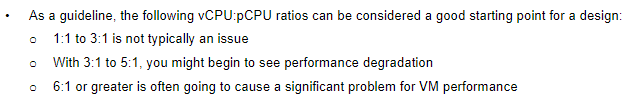 • As a guideline, the following vCPU:pCPU ratios can be considered a good starting point for a design:
o 1:1 to 3:1 is not typically an issue
o With 3:1 to 5:1, you might begin to see performance degradation
o 6:1 or greater is often going to cause a significant problem for VM performance